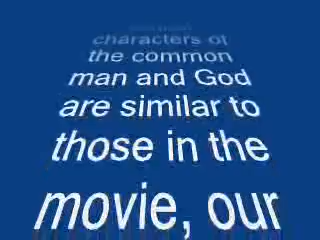 characters of
the common
man and God
are similar to
those in the
movie, our